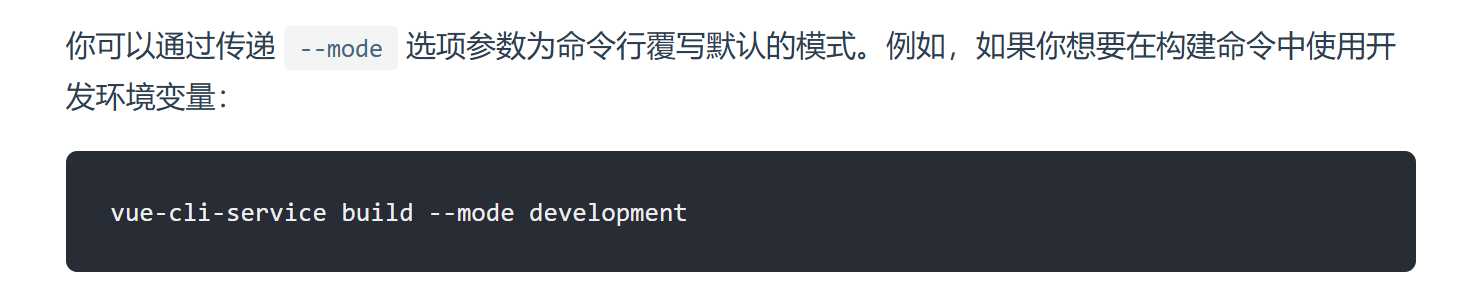 你可以通过传递 --mode 选项参数为命令行覆写默认的模式。例如，如果你想要在构建命令中使用开
发环境变量：
vue-cli-service build --mode development